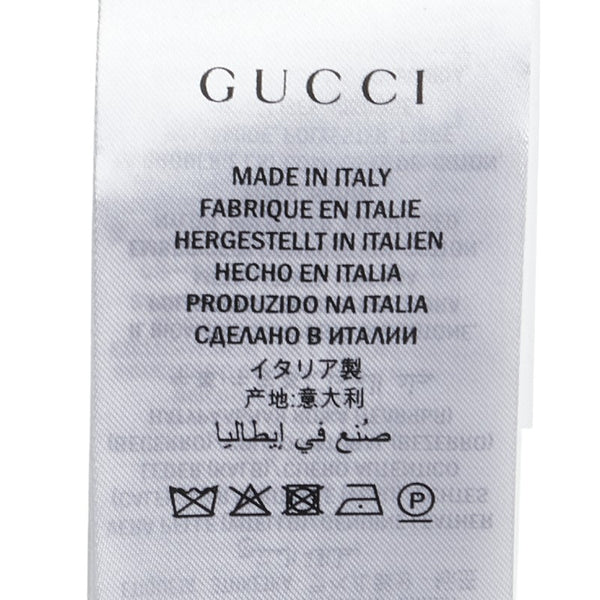 GUCCI
MADE IN ITALY
FABRIQUE EN ITALIE
HERGESTELLT IN ITALIEN
HECHO EN ITALIA
PRODUZIDO NA ITALIA
СДЕЛАНО В ИТАЛИИ
イタリア製
产地:意大利
صُنع في إيطاليا
P